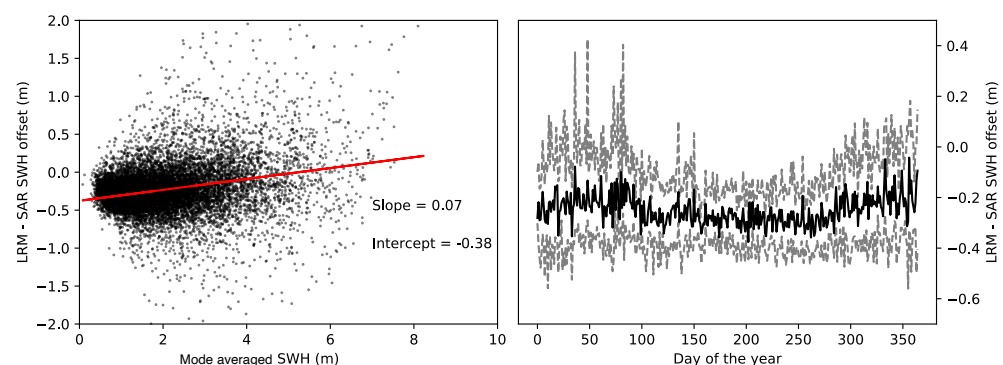 2.0
1.5
1.0
0.5
0.0
−0.5
−1.0
−1.5
−2.0
LRM - SAR SWH offset (m)
Slope = 0.07
Intercept = -0.38
0 2 4 6 8 10
Mode averaged SWH (m)
0.4
0.2
0.0
−0.2
−0.4
−0.6
LRM - SAR SWH offset (m)
0 50 100 150 200 250 300 350
Day of the year